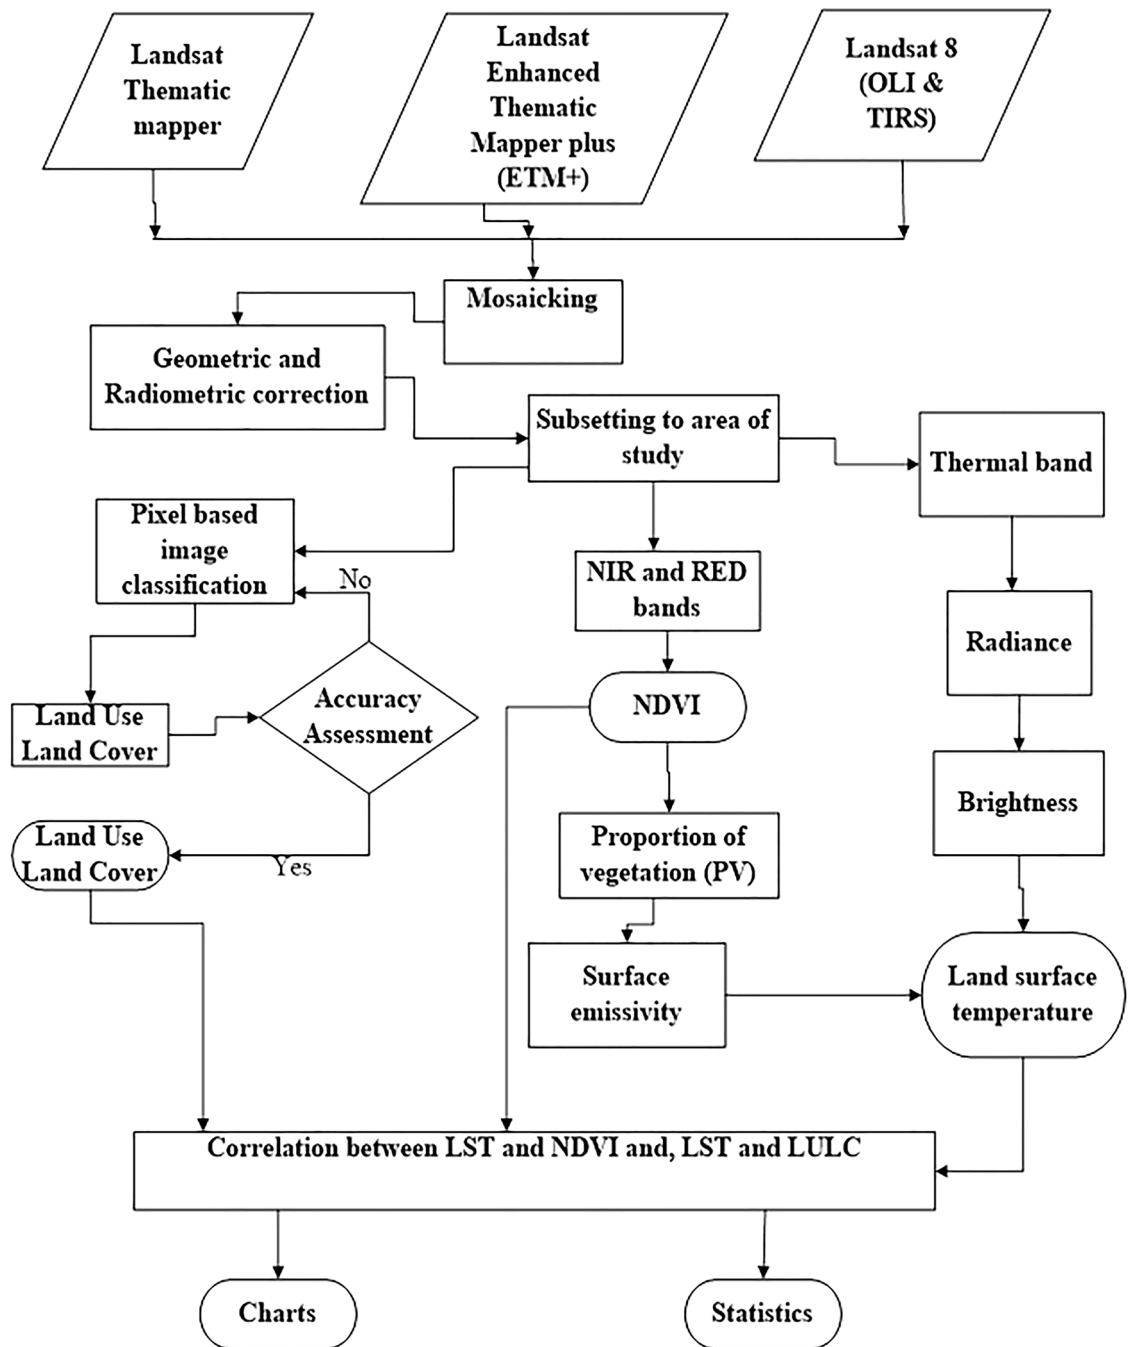 Landsat
Thematic
mapper
Landsat
Enhanced
Thematic
Mapper plus
(ETM+)
Landsat 8
(OLI &
TIRS)
Mosaicking
Geometric and
Radiometric correction
Subsetting to area of
study
Thermal band
Pixel based
image
classification
No
NIR and RED
bands
Radiance
Accuracy
Assessment
NDVI
Land Use
Land Cover
Brightness
Land Use
Land Cover
Yes
Proportion of
vegetation (PV)
Surface
emissivity
Land surface
temperature
Correlation between LST and NDVI and, LST and LULC
Charts
Statistics